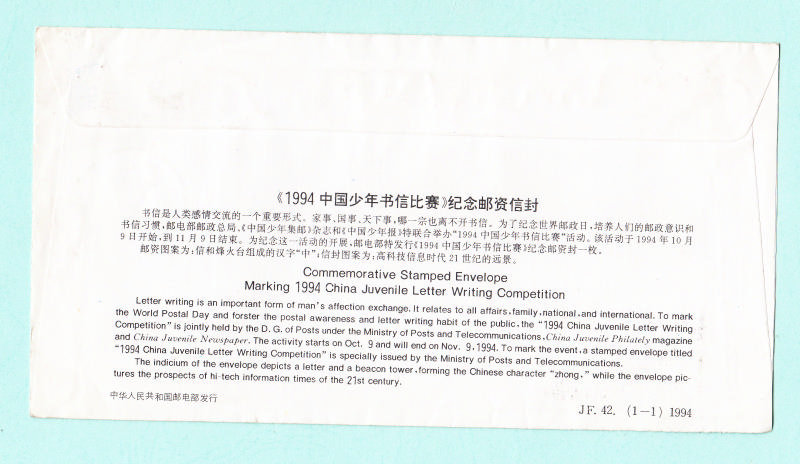 《1994 中国少年书信比赛》纪念邮资信封
书信是人类感情交流的一个重要形式。家事、国事、天下事，哪一宗也离不开书信。为了纪念世界邮政日，培养人们的邮政意识和
书信习惯，邮电部邮政总局、《中国少年集邮》杂志和《中国少年报》特联合举办“1994中国少年书信比赛”活动。该活动于1994年10月
9日开始，到11月9日结束。为纪念这一活动的开展，邮电部特发行《1994中国少年书信比赛》纪念邮资封一枚。
邮资图案为：信和烽火台组成的汉字“中”；信封图案为：高科技信息时代21世纪的远景。
Commemorative Stamped Envelope
Marking 1994 China Juvenile Letter Writing Competition
Letter writing is an important form of man's affection exchange. It relates to all affairs, family, national, and international. To mark
the World Postal Day and forster the postal awareness and letter writing habit of the public, the "1994 China Juvenile Letter Writing
Competition" is jointly held by the D. G. of Posts under the Ministry of Posts and Telecommunications, China Juvenile Philately magazine
and China Juvenile Newspaper. The activity starts on Oct. 9 and will end on Nov. 9, 1994. To mark the event, a stamped envelope titled
"1994 China Juvenile Letter Writing Competition" is specially issued by the Ministry of Posts and Telecommunications.
The indicium of the envelope depicts a letter and a beacon tower, forming the Chinese character "zhong," while the envelope pic-
tures the prospects of hi-tech information times of the 21st century.
中华人民共和国邮电部发行
JF. 42. (1—1) 1994